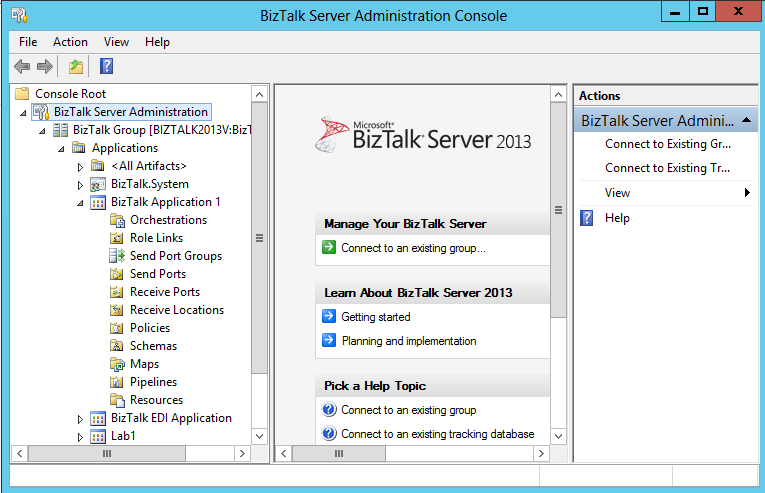 BizTalk Server Administration Console
File Action View Help
Console Root
BizTalk Server Administration
BizTalk Group [BIZTALK2013V:BizT
Applications
<All Artifacts>
BizTalk.System
BizTalk Application 1
Orchestrations
Role Links
Send Port Groups
Send Ports
Receive Ports
Receive Locations
Policies
Schemas
Maps
Pipelines
Resources
BizTalk EDI Application
Lab1
Microsoft®
BizTalk® Server 2013
Manage Your BizTalk Server
Connect to an existing group...
Learn About BizTalk Server 2013
Getting started
Planning and implementation
Pick a Help Topic
Connect to an existing group
Connect to an existing tracking database
Actions
BizTalk Server Admini...
Connect to Existing Gr...
Connect to Existing Tr...
View
Help